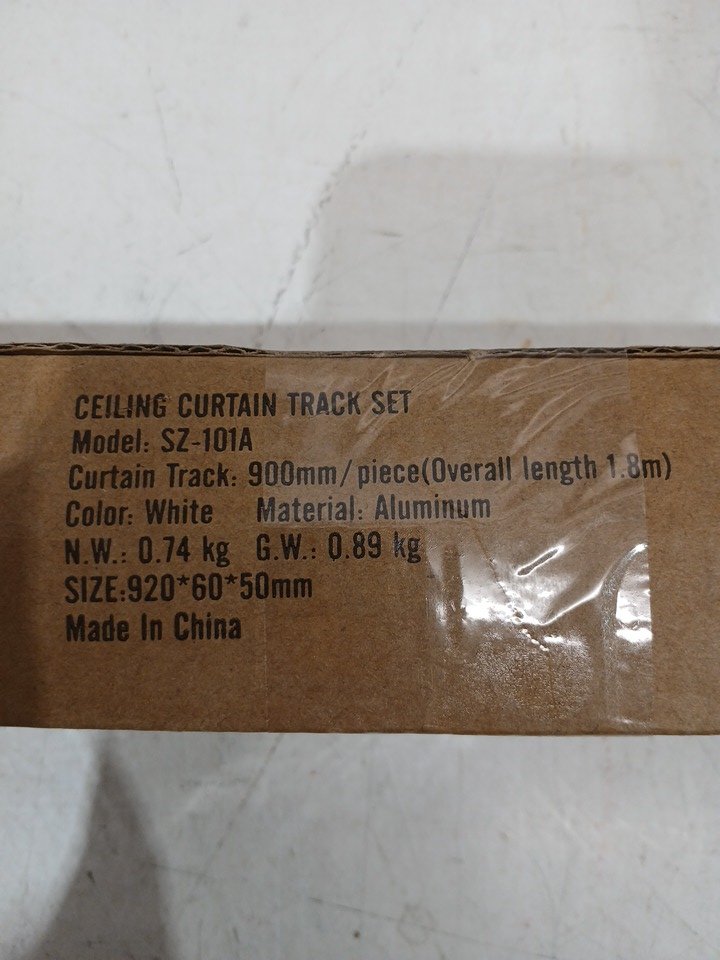 CEILING CURTAIN TRACK SET
Model: SZ-101A
Curtain Track: 900mm/piece(Overall length 1.8m)
Color: White Material: Aluminum
N.W.: 0.74 kg G.W.: 0.89 kg
SIZE:920*60*50mm
Made In China